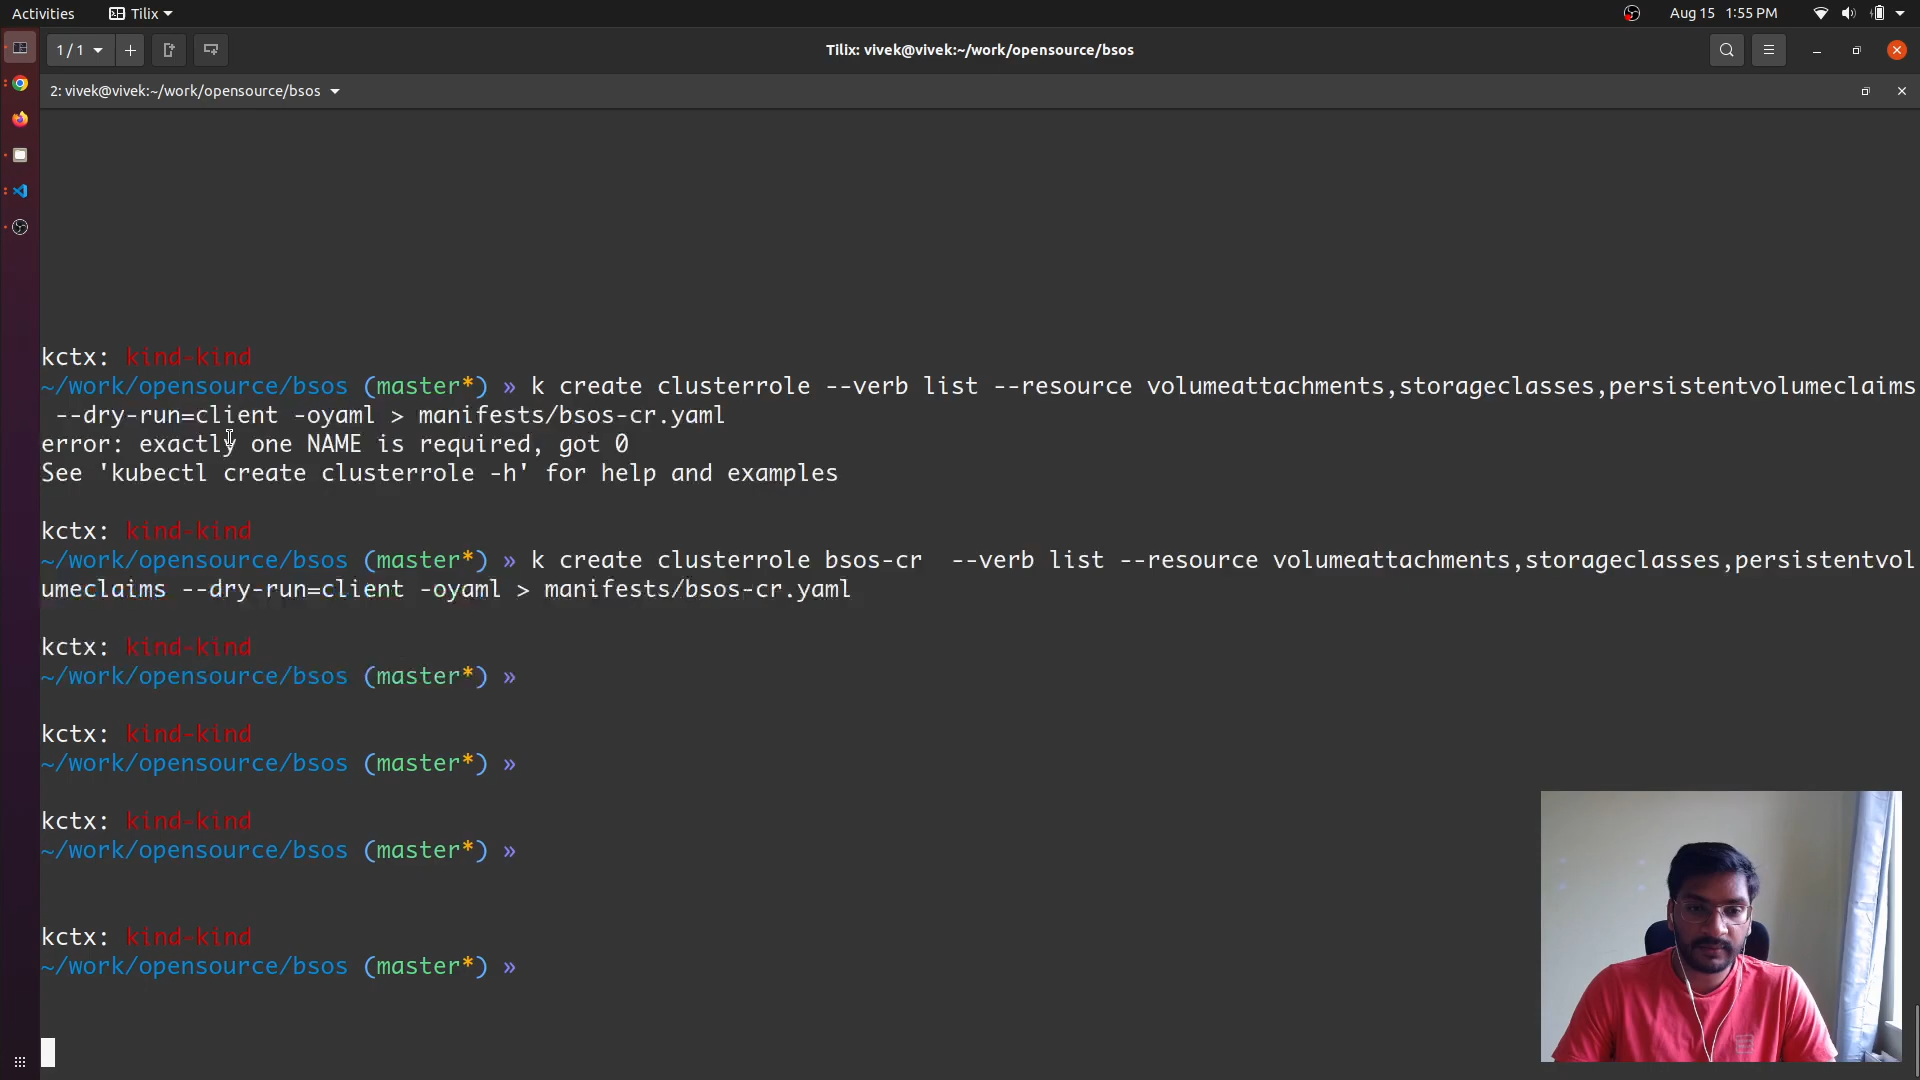 Activities Tilix Aug 15 1:55 PM
1 / 1 Tilix: vivek@vivek:~/work/opensource/bsos
2: vivek@vivek:~/work/opensource/bsos
kctx: kind-kind
~/work/opensource/bsos (master*) » k create clusterrole --verb list --resource volumeattachments,storageclasses,persistentvolumeclaims
--dry-run=client -oyaml > manifests/bsos-cr.yaml
error: exactly one NAME is required, got 0
See 'kubectl create clusterrole -h' for help and examples
kctx: kind-kind
~/work/opensource/bsos (master*) » k create clusterrole bsos-cr  --verb list --resource volumeattachments,storageclasses,persistentvol
umeclaims --dry-run=client -oyaml > manifests/bsos-cr.yaml
kctx: kind-kind
~/work/opensource/bsos (master*) »
kctx: kind-kind
~/work/opensource/bsos (master*) »
kctx: kind-kind
~/work/opensource/bsos (master*) »
kctx: kind-kind
~/work/opensource/bsos (master*) »